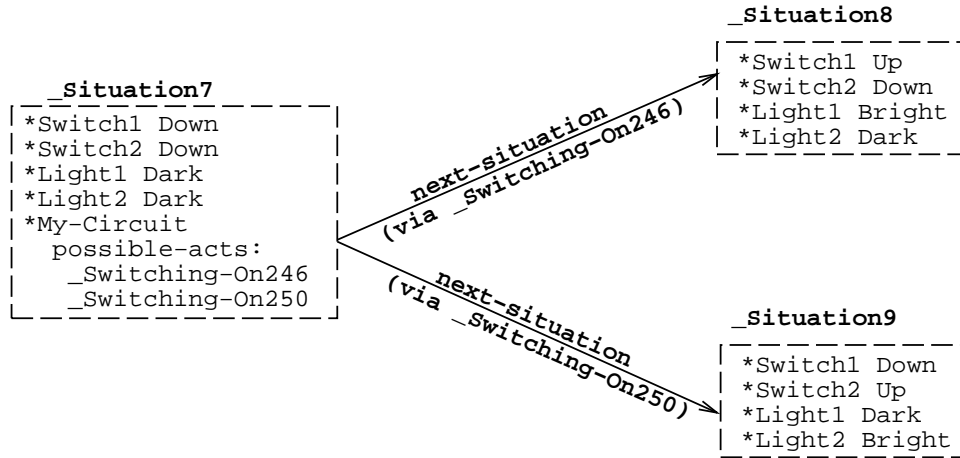 _Situation7
*Switch1 Down
*Switch2 Down
*Light1 Dark
*Light2 Dark
*My-Circuit
possible-acts:
_Switching-On246
_Switching-On250
next-situation
(via _Switching-On246)
next-situation
(via _Switching-On250)
_Situation8
*Switch1 Up
*Switch2 Down
*Light1 Bright
*Light2 Dark
_Situation9
*Switch1 Down
*Switch2 Up
*Light1 Dark
*Light2 Bright